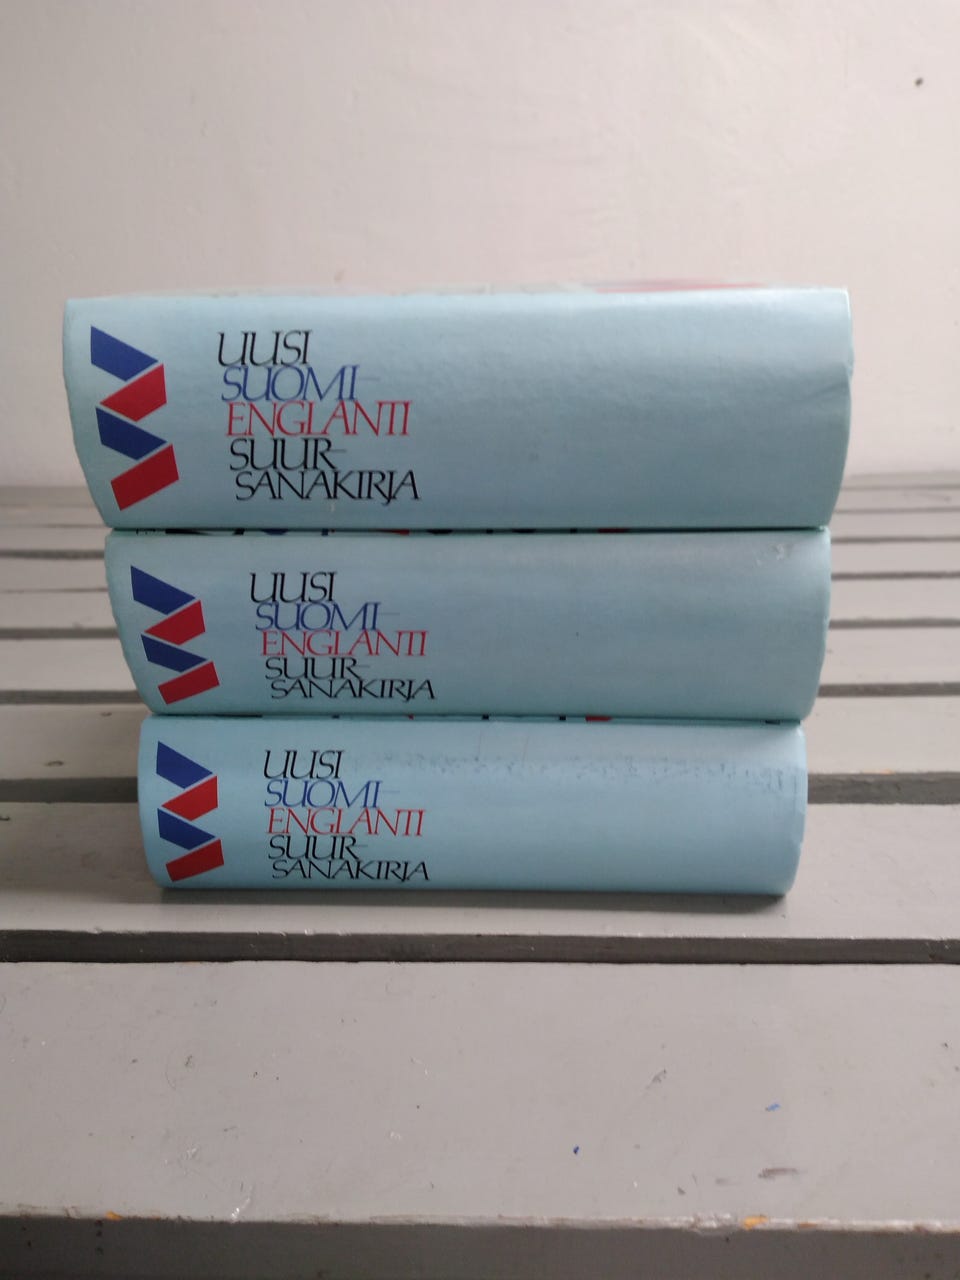 UUSI
SUOMI-
ENGLANTI
SUUR-
SANAKIRJA
UUSI
SUOMI-
ENGLANTI
SUUR-
SANAKIRJA
UUSI
SUOMI-
ENGLANTI
SUUR-
SANAKIRJA